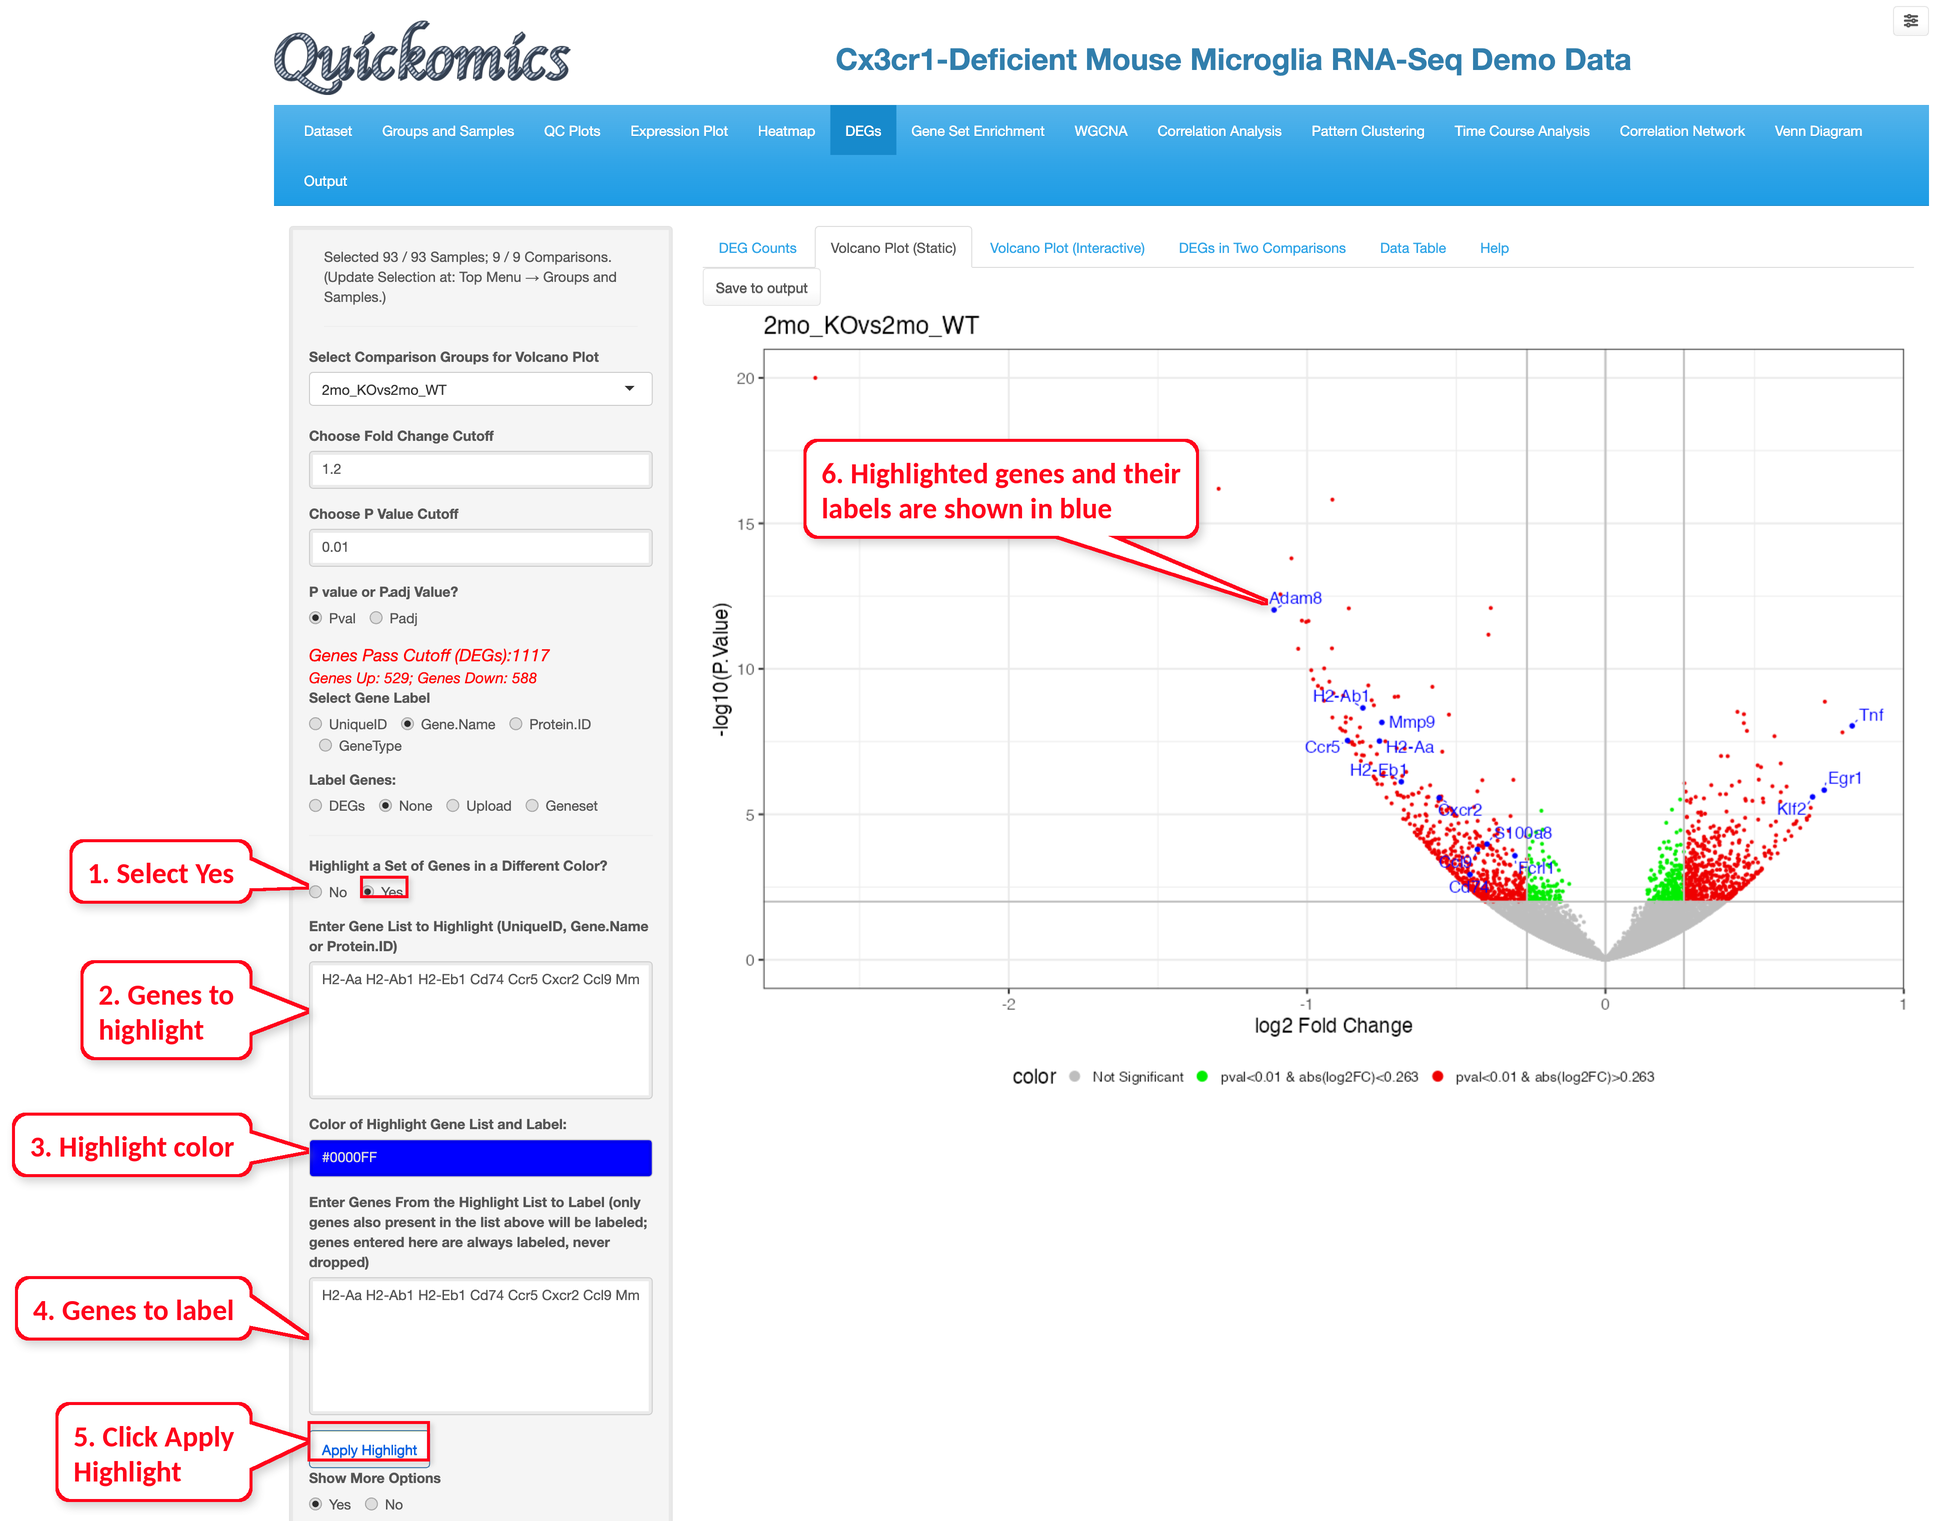 Quickomics
Cx3cr1-Deficient Mouse Microglia RNA-Seq Demo Data
Dataset Groups and Samples QC Plots Expression Plot Heatmap DEGs Gene Set Enrichment WGCNA Correlation Analysis Pattern Clustering Time Course Analysis Correlation Network Venn Diagram
Output
Selected 93 / 93 Samples; 9 / 9 Comparisons.
(Update Selection at: Top Menu → Groups and
Samples.)
Select Comparison Groups for Volcano Plot
2mo_KOvs2mo_WT
Choose Fold Change Cutoff
1.2
Choose P Value Cutoff
0.01
P value or P.adj Value?
Pval Padj
Genes Pass Cutoff (DEGs):1117
Genes Up: 529; Genes Down: 588
Select Gene Label
UniqueID Gene.Name Protein.ID
GeneType
Label Genes:
DEGs None Upload Geneset
1. Select Yes
Highlight a Set of Genes in a Different Color?
No Yes
Enter Gene List to Highlight (UniqueID, Gene.Name
or Protein.ID)
2. Genes to
highlight
H2-Aa H2-Ab1 H2-Eb1 Cd74 Ccr5 Cxcr2 Ccl9 Mm
3. Highlight color
Color of Highlight Gene List and Label:
#0000FF
Enter Genes From the Highlight List to Label (only
genes also present in the list above will be labeled;
genes entered here are always labeled, never
dropped)
4. Genes to label
H2-Aa H2-Ab1 H2-Eb1 Cd74 Ccr5 Cxcr2 Ccl9 Mm
5. Click Apply
Highlight
Apply Highlight
Show More Options
Yes No
DEG Counts Volcano Plot (Static) Volcano Plot (Interactive) DEGs in Two Comparisons Data Table Help
Save to output
2mo_KOvs2mo_WT
6. Highlighted genes and their
labels are shown in blue
-log10(P.Value)
20
15
10
5
0
Adam8
H2-Ab1
Mmp9
Tnf
Ccr5
H2-Aa
H2-Eb1
Egr1
Cxcr2
Klf2
S100a8
Ccl9
Fcrl1
Cd74
-2 -1 0 1
log2 Fold Change
color Not Significant pval<0.01 & abs(log2FC)<0.263 pval<0.01 & abs(log2FC)>0.263